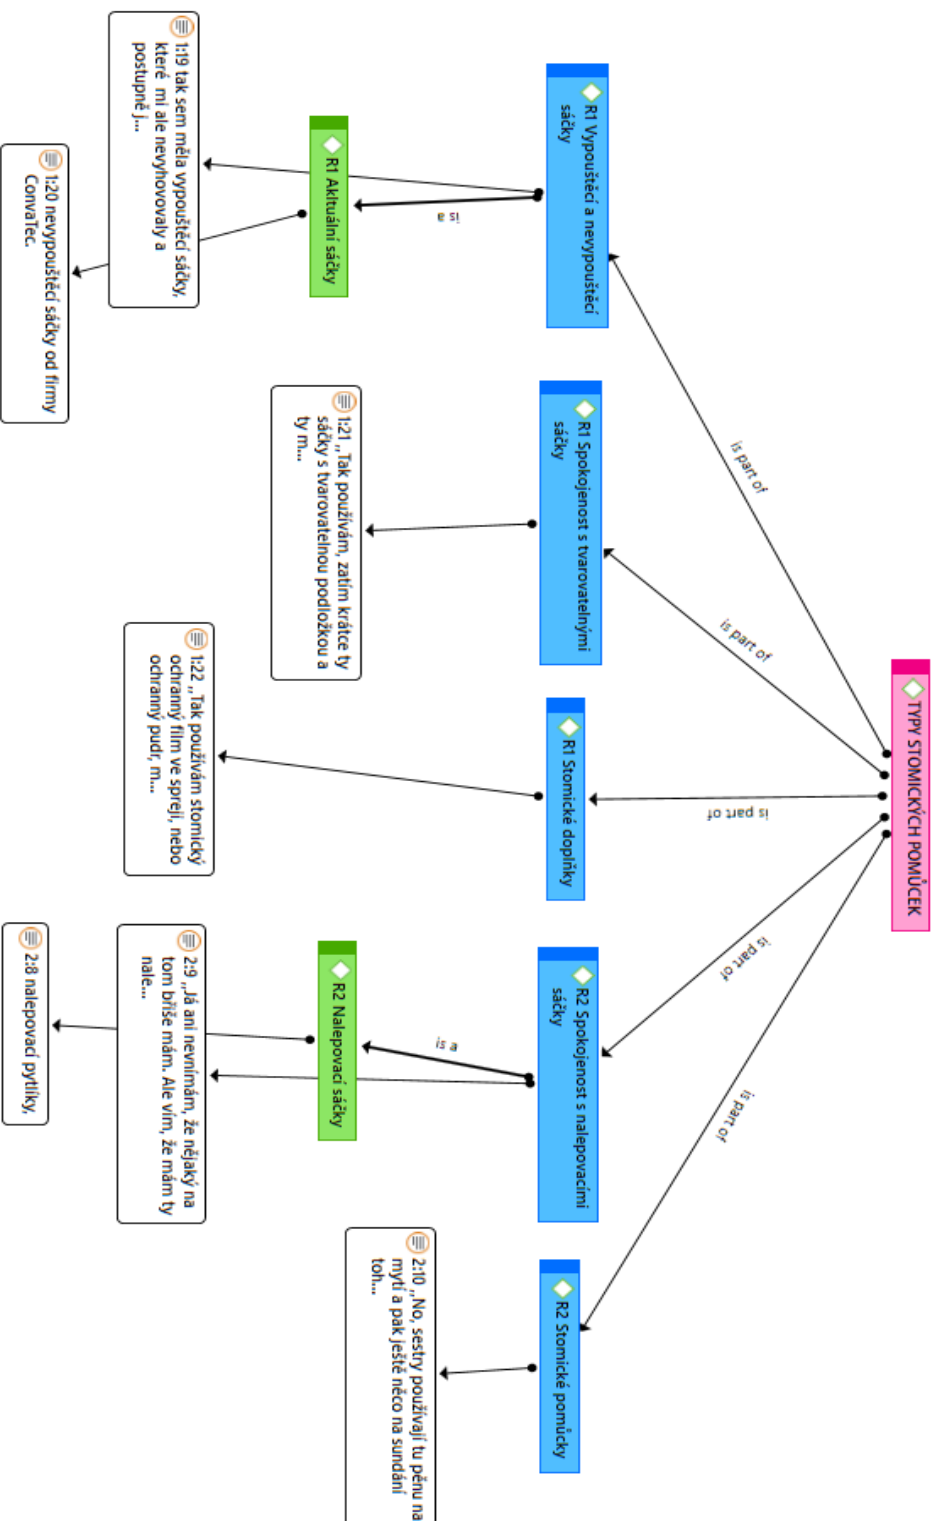 TYPY STOMICKÝCH POMŮCEK
is part of
is part of
is part of
is part of
is part of
R1 Vypouštěcí a nevypouštěcí
sáčky
R1 Spokojenost s tvarovatelnými
sáčky
R1 Stomické doplňky
R2 Spokojenost s nalepovacími
sáčky
R2 Stomické pomůcky
is a
is a
R1 Akltuální sáčky
R2 Nalepovací sáčky
1:19 tak sem měla vypouštěcí sáčky,
které mi ale nevyhovovaly a
postupně j...
1:20 nevypouštěcí sáčky od firmy
ConvaTec.
1:21 „Tak používám, zatím krátce ty
sáčky s tvarovatelnou podložkou a
ty m...
1:22 „Tak používám stomický
ochranný film ve spreji, nebo
ochranný pudr, m...
2:9 „Já ani nevnímám, že nějaký na
tom břiše mám. Ale vím, že mám ty
nale...
2:8 nalepovací pytlíky,
2:10 „No, sestry používají tu pěnu na
mytí a pak ještě něco na sundání
toh...